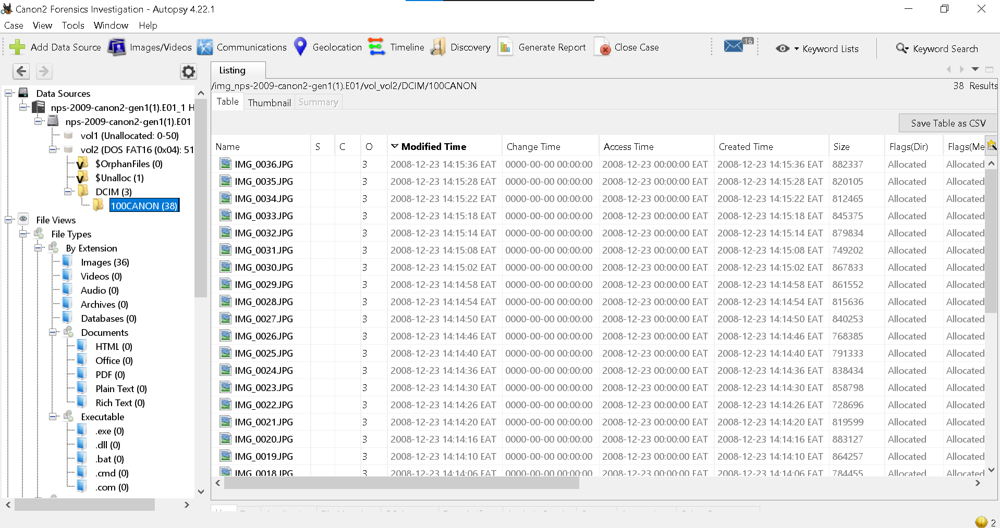 Canon2 Forensics Investigation - Autopsy 4.22.1
Case View Tools Window Help
Add Data Source Images/Videos Communications Geolocation Timeline Discovery Generate Report Close Case 16 Keyword Lists Keyword Search
Listing
/img_nps-2009-canon2-gen1(1).E01/vol_vol2/DCIM/100CANON 38 Results
Table Thumbnail Summary
Save Table as CSV
Data Sources
nps-2009-canon2-gen1(1).E01_1 H
nps-2009-canon2-gen1(1).E01
vol1 (Unallocated: 0-50)
vol2 (DOS FAT16 (0x04): 51
$OrphanFiles (0)
$Unalloc (1)
DCIM (3)
100CANON (38)
File Views
File Types
By Extension
Images (36)
Videos (0)
Audio (0)
Archives (0)
Databases (0)
Documents
HTML (0)
Office (0)
PDF (0)
Plain Text (0)
Rich Text (0)
Executable
.exe (0)
.dll (0)
.bat (0)
.cmd (0)
.com (0)
Name S C O Modified Time Change Time Access Time Created Time Size Flags(Dir) Flags(Me
IMG_0036.JPG 3 2008-12-23 14:15:36 EAT 0000-00-00 00:00:00 2008-12-23 00:00:00 EAT 2008-12-23 14:15:36 EAT 882337 Allocated Allocated
IMG_0035.JPG 3 2008-12-23 14:15:28 EAT 0000-00-00 00:00:00 2008-12-23 00:00:00 EAT 2008-12-23 14:15:28 EAT 820105 Allocated Allocated
IMG_0034.JPG 3 2008-12-23 14:15:22 EAT 0000-00-00 00:00:00 2008-12-23 00:00:00 EAT 2008-12-23 14:15:22 EAT 812465 Allocated Allocated
IMG_0033.JPG 3 2008-12-23 14:15:18 EAT 0000-00-00 00:00:00 2008-12-23 00:00:00 EAT 2008-12-23 14:15:18 EAT 845375 Allocated Allocated
IMG_0032.JPG 3 2008-12-23 14:15:14 EAT 0000-00-00 00:00:00 2008-12-23 00:00:00 EAT 2008-12-23 14:15:14 EAT 879834 Allocated Allocated
IMG_0031.JPG 3 2008-12-23 14:15:08 EAT 0000-00-00 00:00:00 2008-12-23 00:00:00 EAT 2008-12-23 14:15:08 EAT 749202 Allocated Allocated
IMG_0030.JPG 3 2008-12-23 14:15:02 EAT 0000-00-00 00:00:00 2008-12-23 00:00:00 EAT 2008-12-23 14:15:02 EAT 867833 Allocated Allocated
IMG_0029.JPG 3 2008-12-23 14:14:58 EAT 0000-00-00 00:00:00 2008-12-23 00:00:00 EAT 2008-12-23 14:14:58 EAT 861552 Allocated Allocated
IMG_0028.JPG 3 2008-12-23 14:14:54 EAT 0000-00-00 00:00:00 2008-12-23 00:00:00 EAT 2008-12-23 14:14:54 EAT 815636 Allocated Allocated
IMG_0027.JPG 3 2008-12-23 14:14:50 EAT 0000-00-00 00:00:00 2008-12-23 00:00:00 EAT 2008-12-23 14:14:50 EAT 840253 Allocated Allocated
IMG_0026.JPG 3 2008-12-23 14:14:46 EAT 0000-00-00 00:00:00 2008-12-23 00:00:00 EAT 2008-12-23 14:14:46 EAT 768385 Allocated Allocated
IMG_0025.JPG 3 2008-12-23 14:14:40 EAT 0000-00-00 00:00:00 2008-12-23 00:00:00 EAT 2008-12-23 14:14:40 EAT 791333 Allocated Allocated
IMG_0024.JPG 3 2008-12-23 14:14:36 EAT 0000-00-00 00:00:00 2008-12-23 00:00:00 EAT 2008-12-23 14:14:36 EAT 838434 Allocated Allocated
IMG_0023.JPG 3 2008-12-23 14:14:30 EAT 0000-00-00 00:00:00 2008-12-23 00:00:00 EAT 2008-12-23 14:14:30 EAT 858798 Allocated Allocated
IMG_0022.JPG 3 2008-12-23 14:14:26 EAT 0000-00-00 00:00:00 2008-12-23 00:00:00 EAT 2008-12-23 14:14:26 EAT 728696 Allocated Allocated
IMG_0021.JPG 3 2008-12-23 14:14:20 EAT 0000-00-00 00:00:00 2008-12-23 00:00:00 EAT 2008-12-23 14:14:20 EAT 819599 Allocated Allocated
IMG_0020.JPG 3 2008-12-23 14:14:16 EAT 0000-00-00 00:00:00 2008-12-23 00:00:00 EAT 2008-12-23 14:14:16 EAT 883127 Allocated Allocated
IMG_0019.JPG 3 2008-12-23 14:14:10 EAT 0000-00-00 00:00:00 2008-12-23 00:00:00 EAT 2008-12-23 14:14:10 EAT 864257 Allocated Allocated
IMG_0018.JPG 3 2008-12-23 14:14:06 EAT 0000-00-00 00:00:00 2008-12-23 00:00:00 EAT 2008-12-23 14:14:06 EAT 784455 Allocated Allocated
2